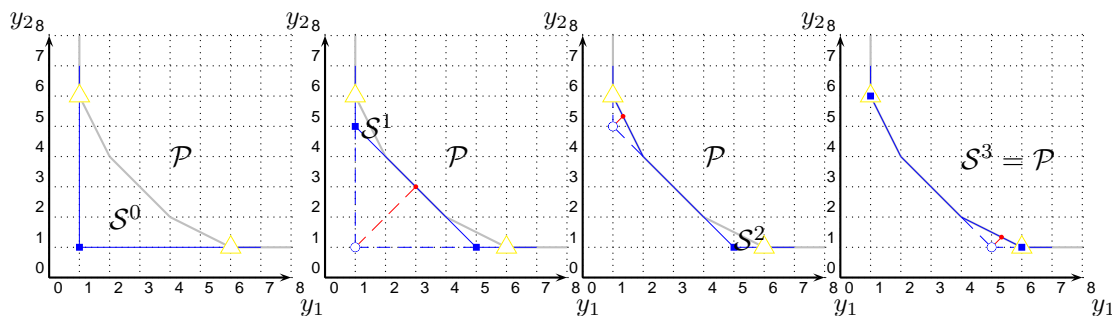 y₂ 8 y₂ 8 y₂ 8 y₂ 8
7 7 7 7
6 6 6 6
5 S¹ 5 5 5
4 P 4 P 4 P 4 S³ = P
3 3 3 3
2 S⁰ 2 2 2
1 1 1 S² 1
0 0 0 0
0 1 2 3 4 5 6 7 8 0 1 2 3 4 5 6 7 8 0 1 2 3 4 5 6 7 8 0 1 2 3 4 5 6 7 8
y₁ y₁ y₁ y₁